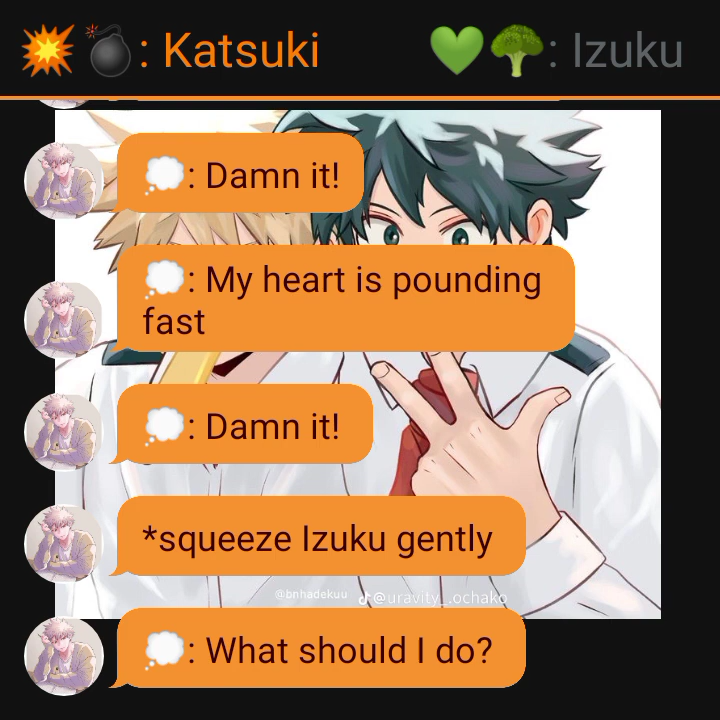 💥💣: Katsuki 💚🥦: Izuku
💭: Damn it!
💭: My heart is pounding
fast
💭: Damn it!
*squeeze Izuku gently
@bnhadekuu @uravity_.ochako
💭: What should I do?